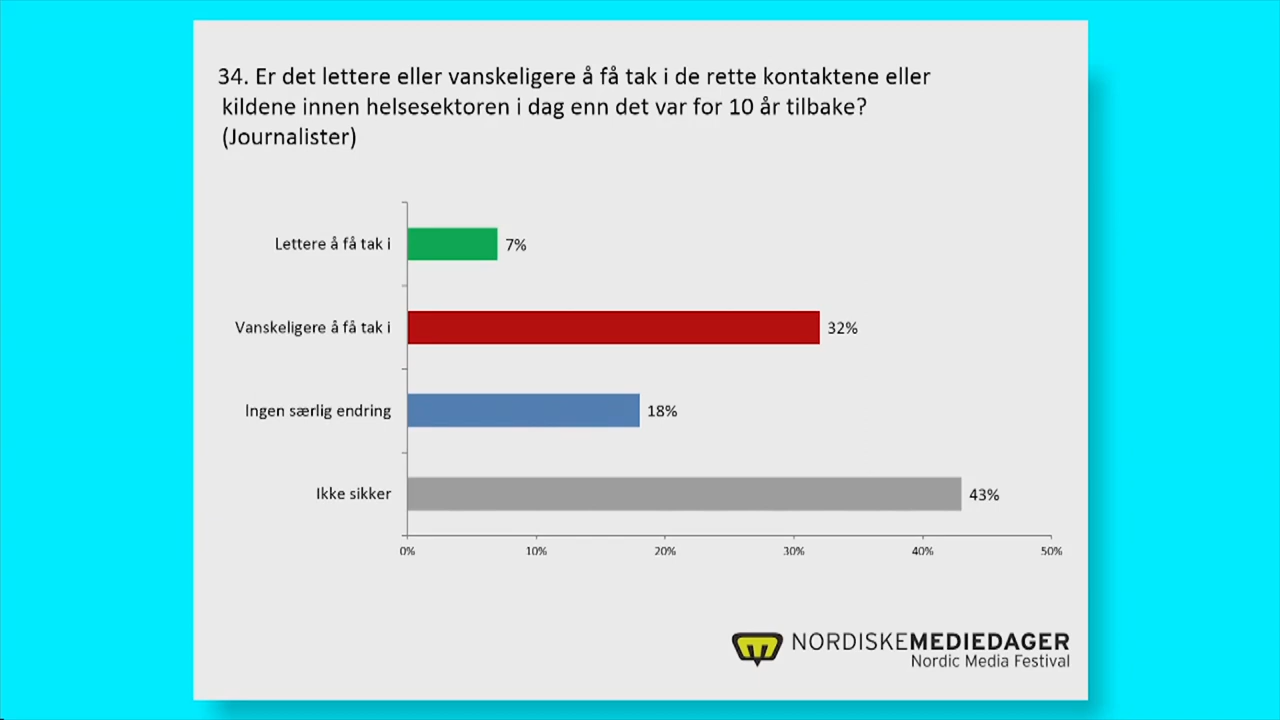 34. Er det lettere eller vanskeligere å få tak i de rette kontaktene eller
kildene innen helsesektoren i dag enn det var for 10 år tilbake?
(Journalister)
Lettere å få tak i
7%
Vanskeligere å få tak i
32%
Ingen særlig endring
18%
Ikke sikker
43%
0% 10% 20% 30% 40% 50%
NORDISKEMEDIEDAGER
Nordic Media Festival